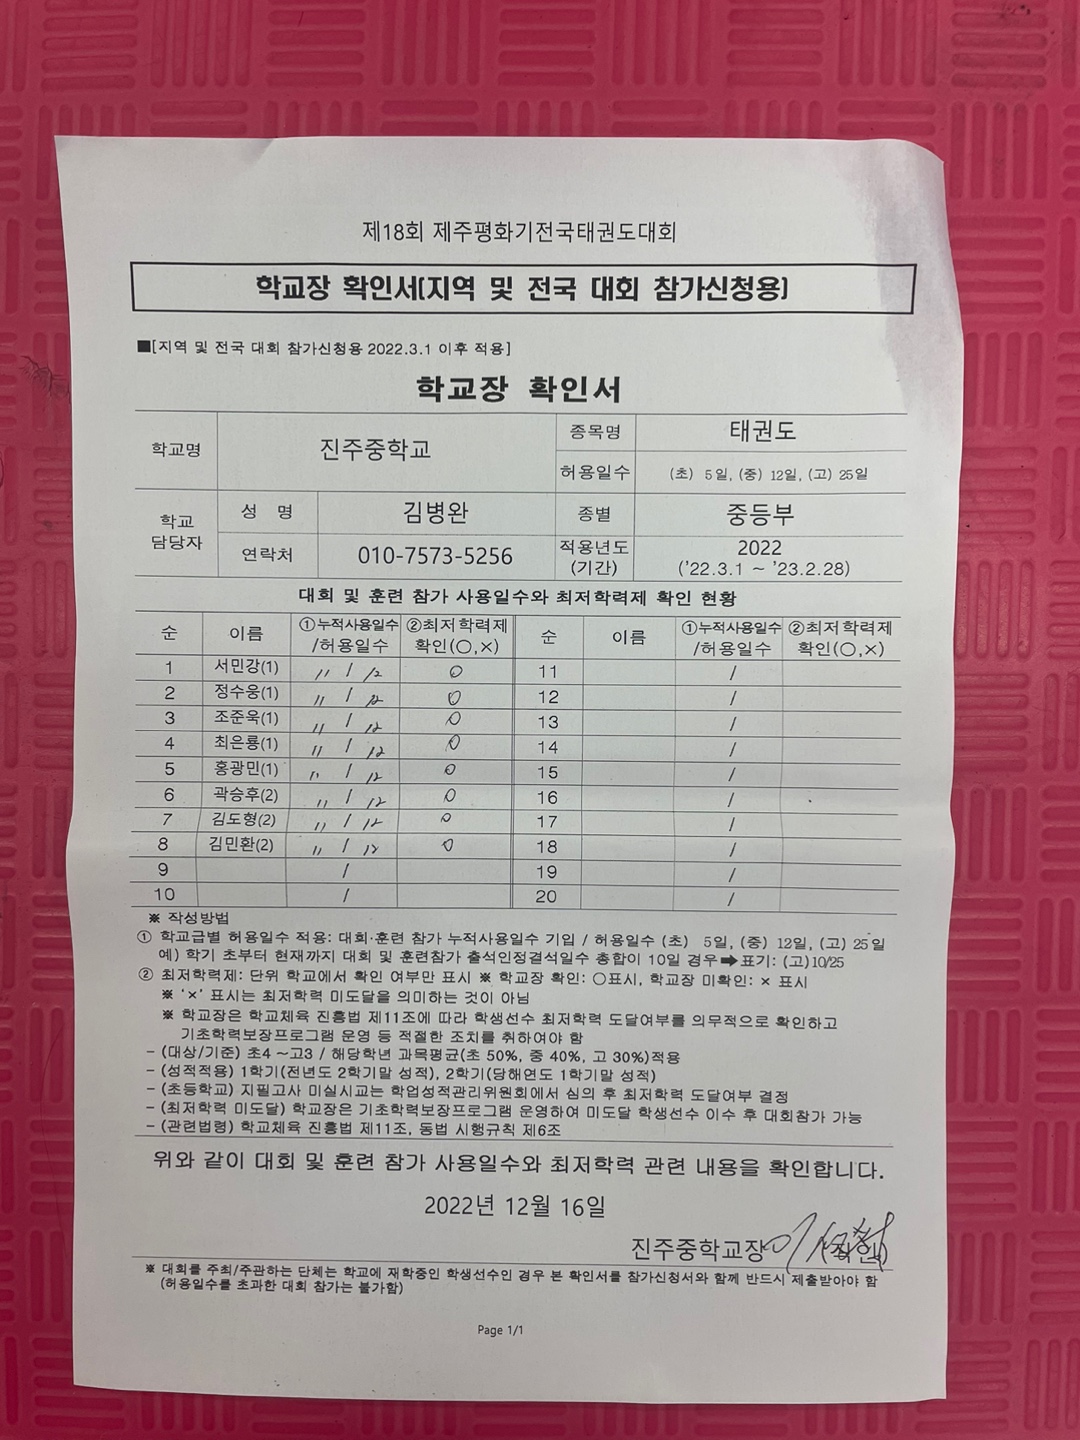 제18회 제주평화기전국태권도대회
학교장 확인서(지역 및 전국 대회 참가신청용)
■[지역 및 전국 대회 참가신청용 2022.3.1 이후 적용]
학교장 확인서
학교명 진주중학교 종목명 태권도
허용일수 (초) 5일, (중) 12일, (고) 25일
학교 담당자 성 명 김병완 종별 중등부
연락처 010-7573-5256 적용년도 (기간) 2022 ('22.3.1 ~ '23.2.28)
대회 및 훈련 참가 사용일수와 최저학력제 확인 현황
순 이름 ①누적사용일수 /허용일수 ②최저학력제 확인(○,×) 순 이름 ①누적사용일수 /허용일수 ②최저학력제 확인(○,×)
1 서민강(1) 11 / 12 ○ 11 /
2 정수웅(1) 11 / 12 ○ 12 /
3 조준욱(1) 11 / 12 ○ 13 /
4 최은룡(1) 11 / 12 ○ 14 /
5 홍광민(1) 11 / 12 ○ 15 /
6 곽승후(2) 11 / 12 ○ 16 /
7 김도형(2) 11 / 12 ○ 17 /
8 김민환(2) 11 / 12 ○ 18 /
9 / 19 /
10 / 20 /
※ 작성방법
① 학교급별 허용일수 적용: 대회·훈련 참가 누적사용일수 기입 / 허용일수 (초) 5일, (중) 12일, (고) 25일
예) 학기 초부터 현재까지 대회 및 훈련참가 출석인정결석일수 총합이 10일 경우➡표기: (고)10/25
② 최저학력제: 단위 학교에서 확인 여부만 표시 ※ 학교장 확인: ○표시, 학교장 미확인: × 표시
※ '×' 표시는 최저학력 미도달을 의미하는 것이 아님
※ 학교장은 학교체육 진흥법 제11조에 따라 학생선수 최저학력 도달여부를 의무적으로 확인하고
기초학력보장프로그램 운영 등 적절한 조치를 취하여야 함
- (대상/기준) 초4 ~고3 / 해당학년 과목평균(초 50%, 중 40%, 고 30%)적용
- (성적적용) 1학기(전년도 2학기말 성적), 2학기(당해연도 1학기말 성적)
- (초등학교) 지필고사 미실시교는 학업성적관리위원회에서 심의 후 최저학력 도달여부 결정
- (최저학력 미도달) 학교장은 기초학력보장프로그램 운영하여 미도달 학생선수 이수 후 대회참가 가능
- (관련법령) 학교체육 진흥법 제11조, 동법 시행규칙 제6조
위와 같이 대회 및 훈련 참가 사용일수와 최저학력 관련 내용을 확인합니다.
2022년 12월 16일
진주중학교장
※ 대회를 주최/주관하는 단체는 학교에 재학중인 학생선수인 경우 본 확인서를 참가신청서와 함께 반드시 제출받아야 함
(허용일수를 초과한 대회 참가는 불가함)
Page 1/1